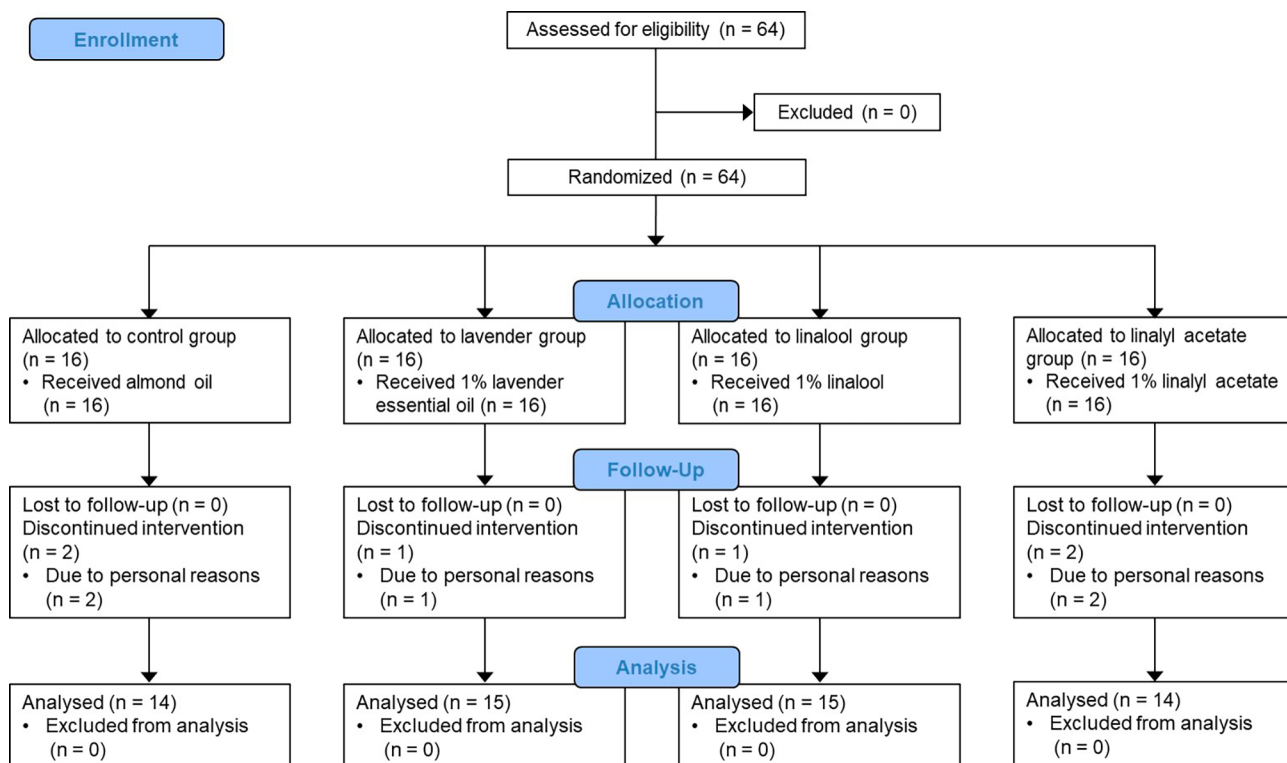 Enrollment
Assessed for eligibility (n = 64)
Excluded (n = 0)
Randomized (n = 64)
Allocation
Allocated to control group
(n = 16)
• Received almond oil
(n = 16)
Allocated to lavender group
(n = 16)
• Received 1% lavender
essential oil (n = 16)
Allocated to linalool group
(n = 16)
• Received 1% linalool
(n = 16)
Allocated to linalyl acetate
group (n = 16)
• Received 1% linalyl acetate
(n = 16)
Follow-Up
Lost to follow-up (n = 0)
Discontinued intervention
(n = 2)
• Due to personal reasons
(n = 2)
Lost to follow-up (n = 0)
Discontinued intervention
(n = 1)
• Due to personal reasons
(n = 1)
Lost to follow-up (n = 0)
Discontinued intervention
(n = 1)
• Due to personal reasons
(n = 1)
Lost to follow-up (n = 0)
Discontinued intervention
(n = 2)
• Due to personal reasons
(n = 2)
Analysis
Analysed (n = 14)
• Excluded from analysis
(n = 0)
Analysed (n = 15)
• Excluded from analysis
(n = 0)
Analysed (n = 15)
• Excluded from analysis
(n = 0)
Analysed (n = 14)
• Excluded from analysis
(n = 0)